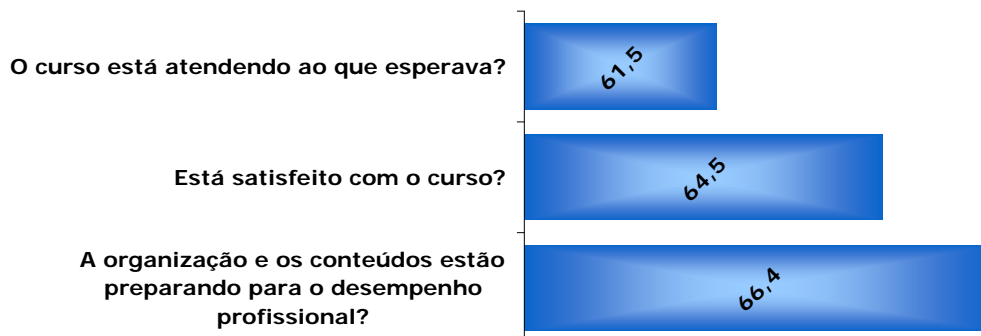 O curso está atendendo ao que esperava?
61,5
Está satisfeito com o curso?
64,5
A organização e os conteúdos estão
preparando para o desempenho
profissional?
66,4